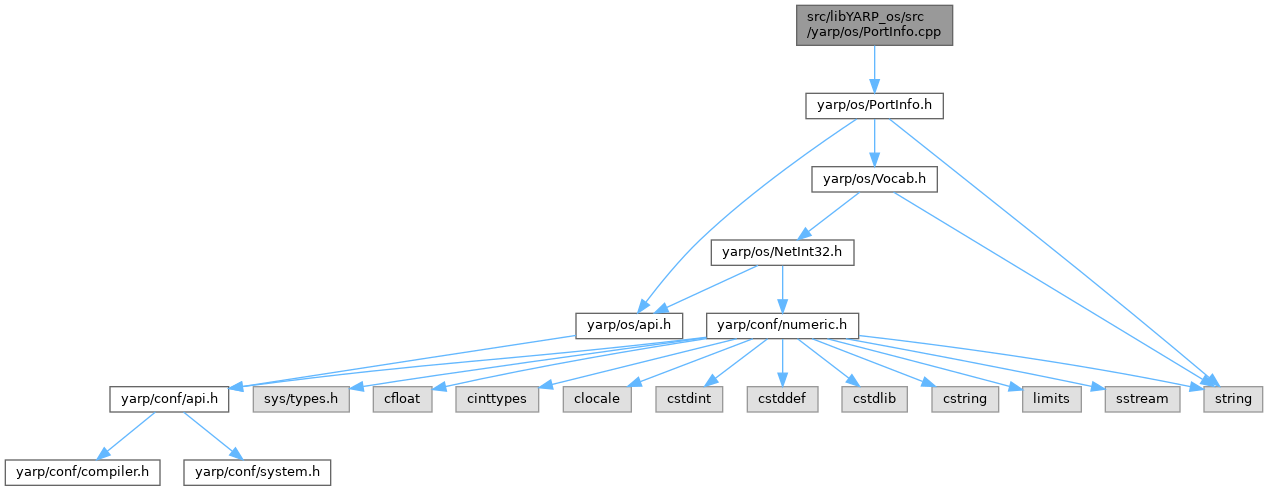 src/libYARP_os/src
/yarp/os/PortInfo.cpp
yarp/os/PortInfo.h
yarp/os/Vocab.h
yarp/os/NetInt32.h
yarp/os/api.h
yarp/conf/numeric.h
yarp/conf/api.h
sys/types.h
cfloat
cinttypes
clocale
cstdint
cstddef
cstdlib
cstring
limits
sstream
string
yarp/conf/compiler.h
yarp/conf/system.h